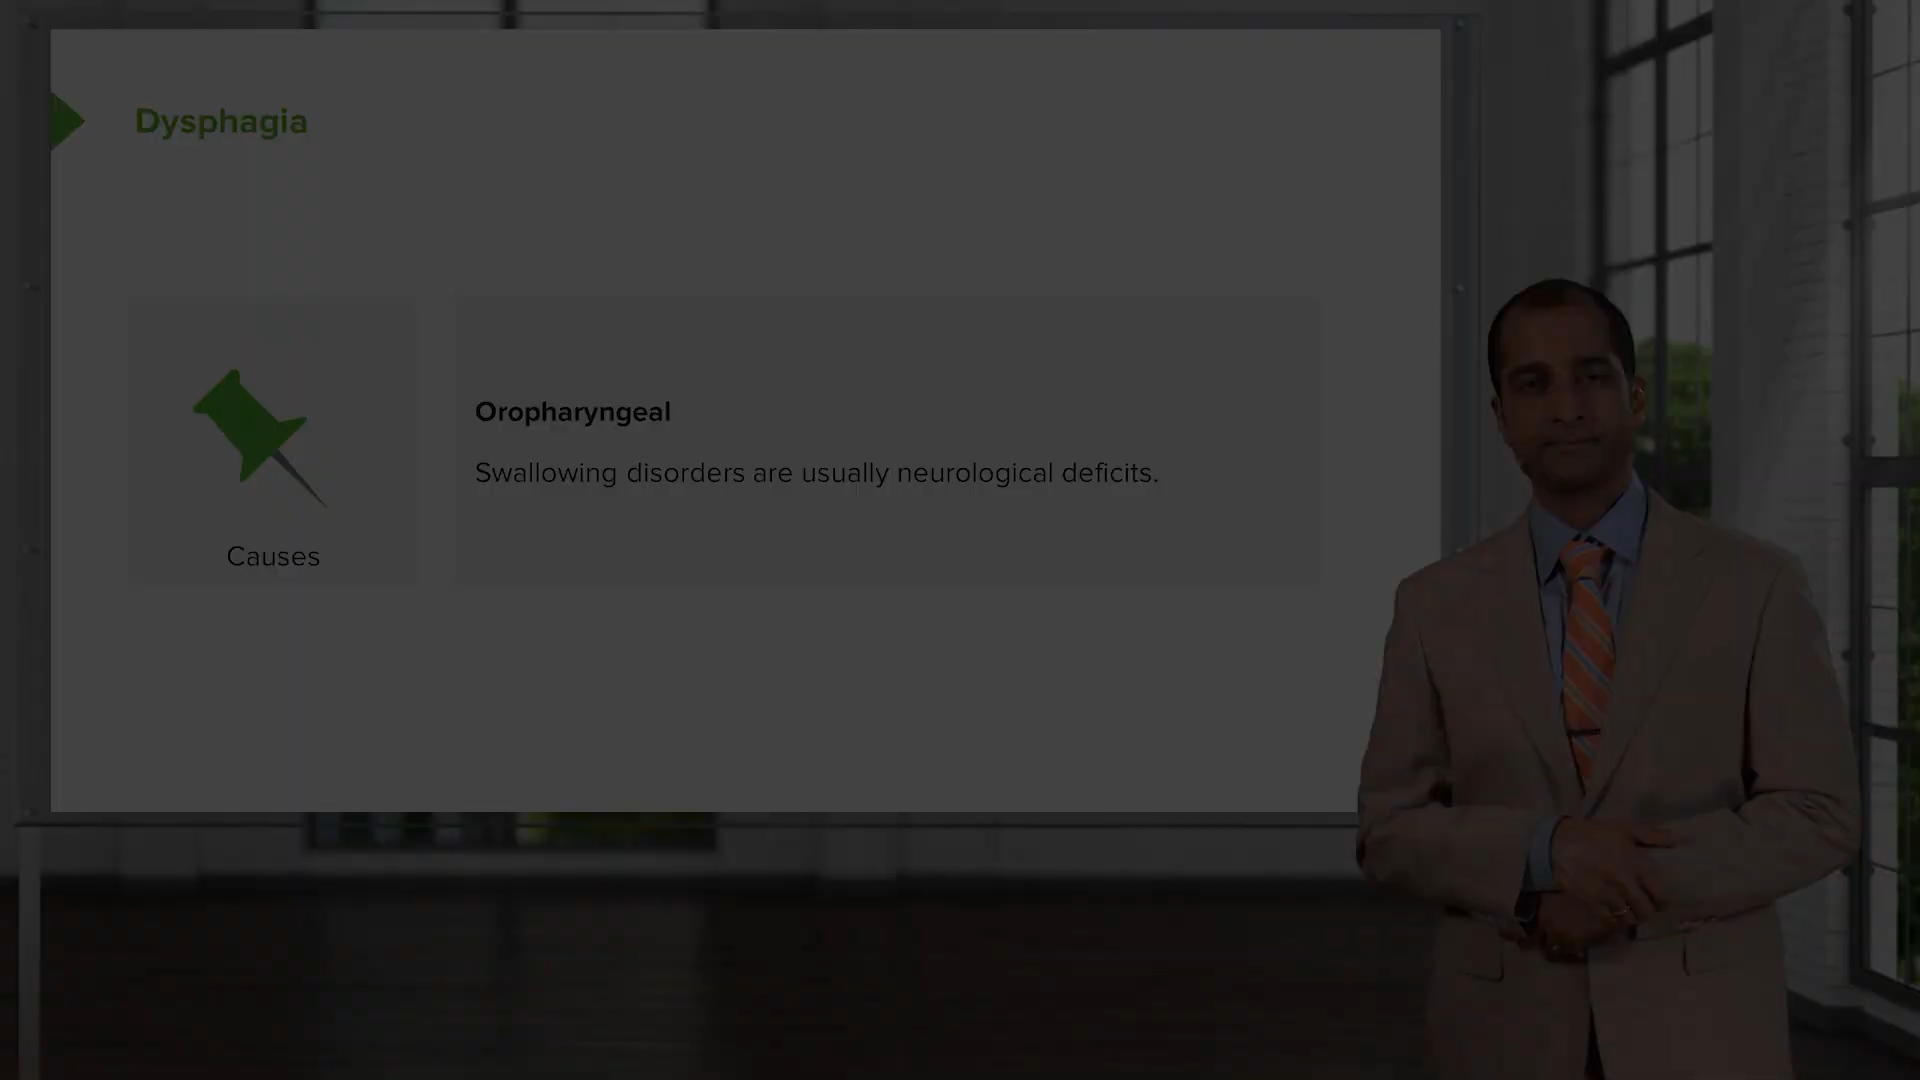 Dysphagia
Oropharyngeal
Swallowing disorders are usually neurological deficits.
Causes